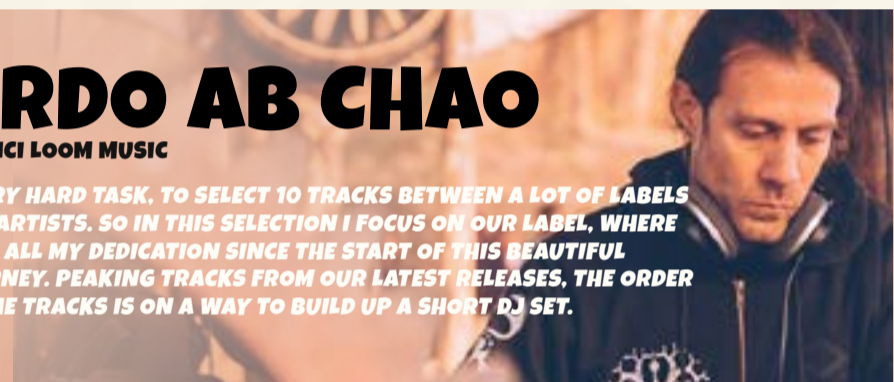 RDO AB CHAO
ICI LOOM MUSIC
RY HARD TASK, TO SELECT 10 TRACKS BETWEEN A LOT OF LABELS
ARTISTS. SO IN THIS SELECTION I FOCUS ON OUR LABEL, WHERE
ALL MY DEDICATION SINCE THE START OF THIS BEAUTIFUL
NEY. PEAKING TRACKS FROM OUR LATEST RELEASES, THE ORDER
E TRACKS IS ON A WAY TO BUILD UP A SHORT DJ SET.